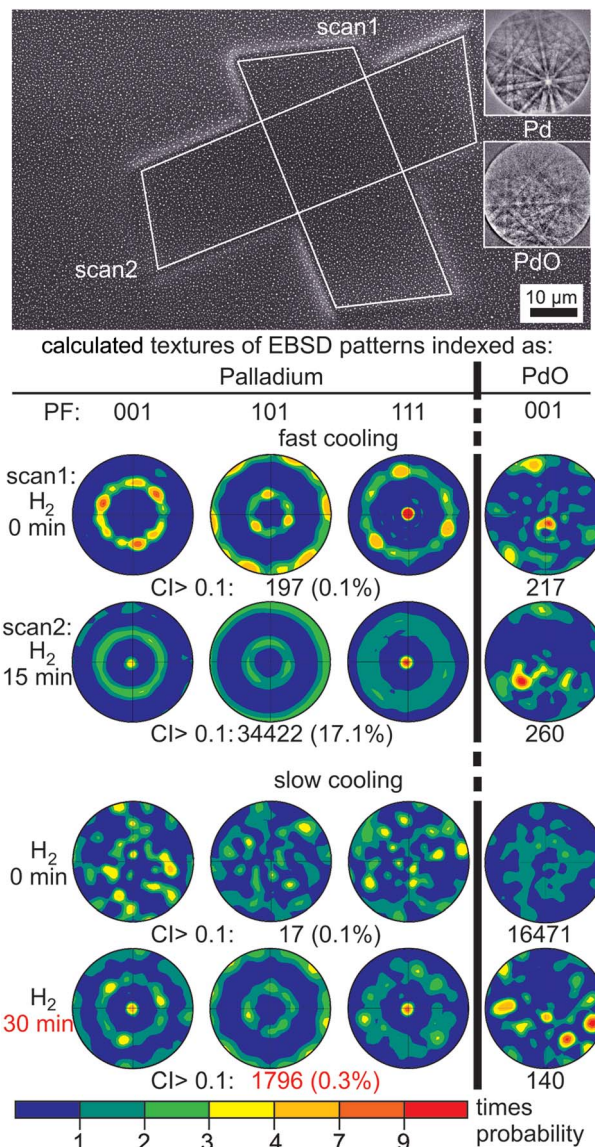 scan1
Pd
PdO
scan2
10 µm
calculated textures of EBSD patterns indexed as:
Palladium PdO
PF: 001 101 111 001
fast cooling
scan1:
H2
0 min
CI> 0.1: 197 (0.1%) 217
scan2:
H2
15 min
CI> 0.1: 34422 (17.1%) 260
slow cooling
H2
0 min
CI> 0.1: 17 (0.1%) 16471
H2
30 min
CI> 0.1: 1796 (0.3%) 140
1 2 3 4 7 9
times
probability